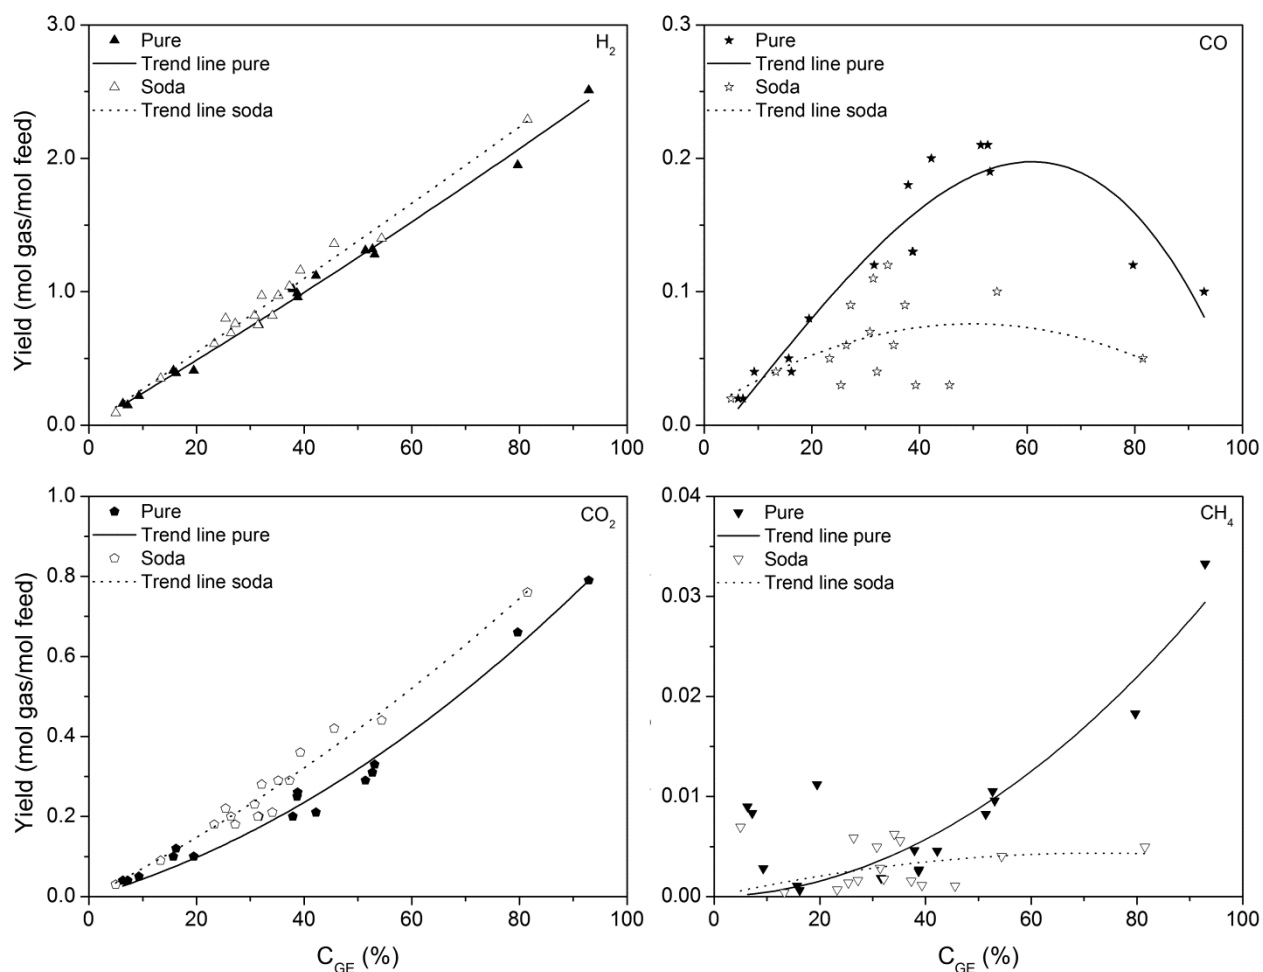 Yield (mol gas/mol feed)
3.0
2.0
1.0
0.0
Pure
Trend line pure
Soda
Trend line soda
H2
0 20 40 60 80 100
0.3
0.2
0.1
0.0
Pure
Trend line pure
Soda
Trend line soda
CO
0 20 40 60 80 100
Yield (mol gas/mol feed)
1.0
0.8
0.6
0.4
0.2
0.0
Pure
Trend line pure
Soda
Trend line soda
CO2
0 20 40 60 80 100
CGE (%)
0.04
0.03
0.02
0.01
0.00
Pure
Trend line pure
Soda
Trend line soda
CH4
0 20 40 60 80 100
CGE (%)